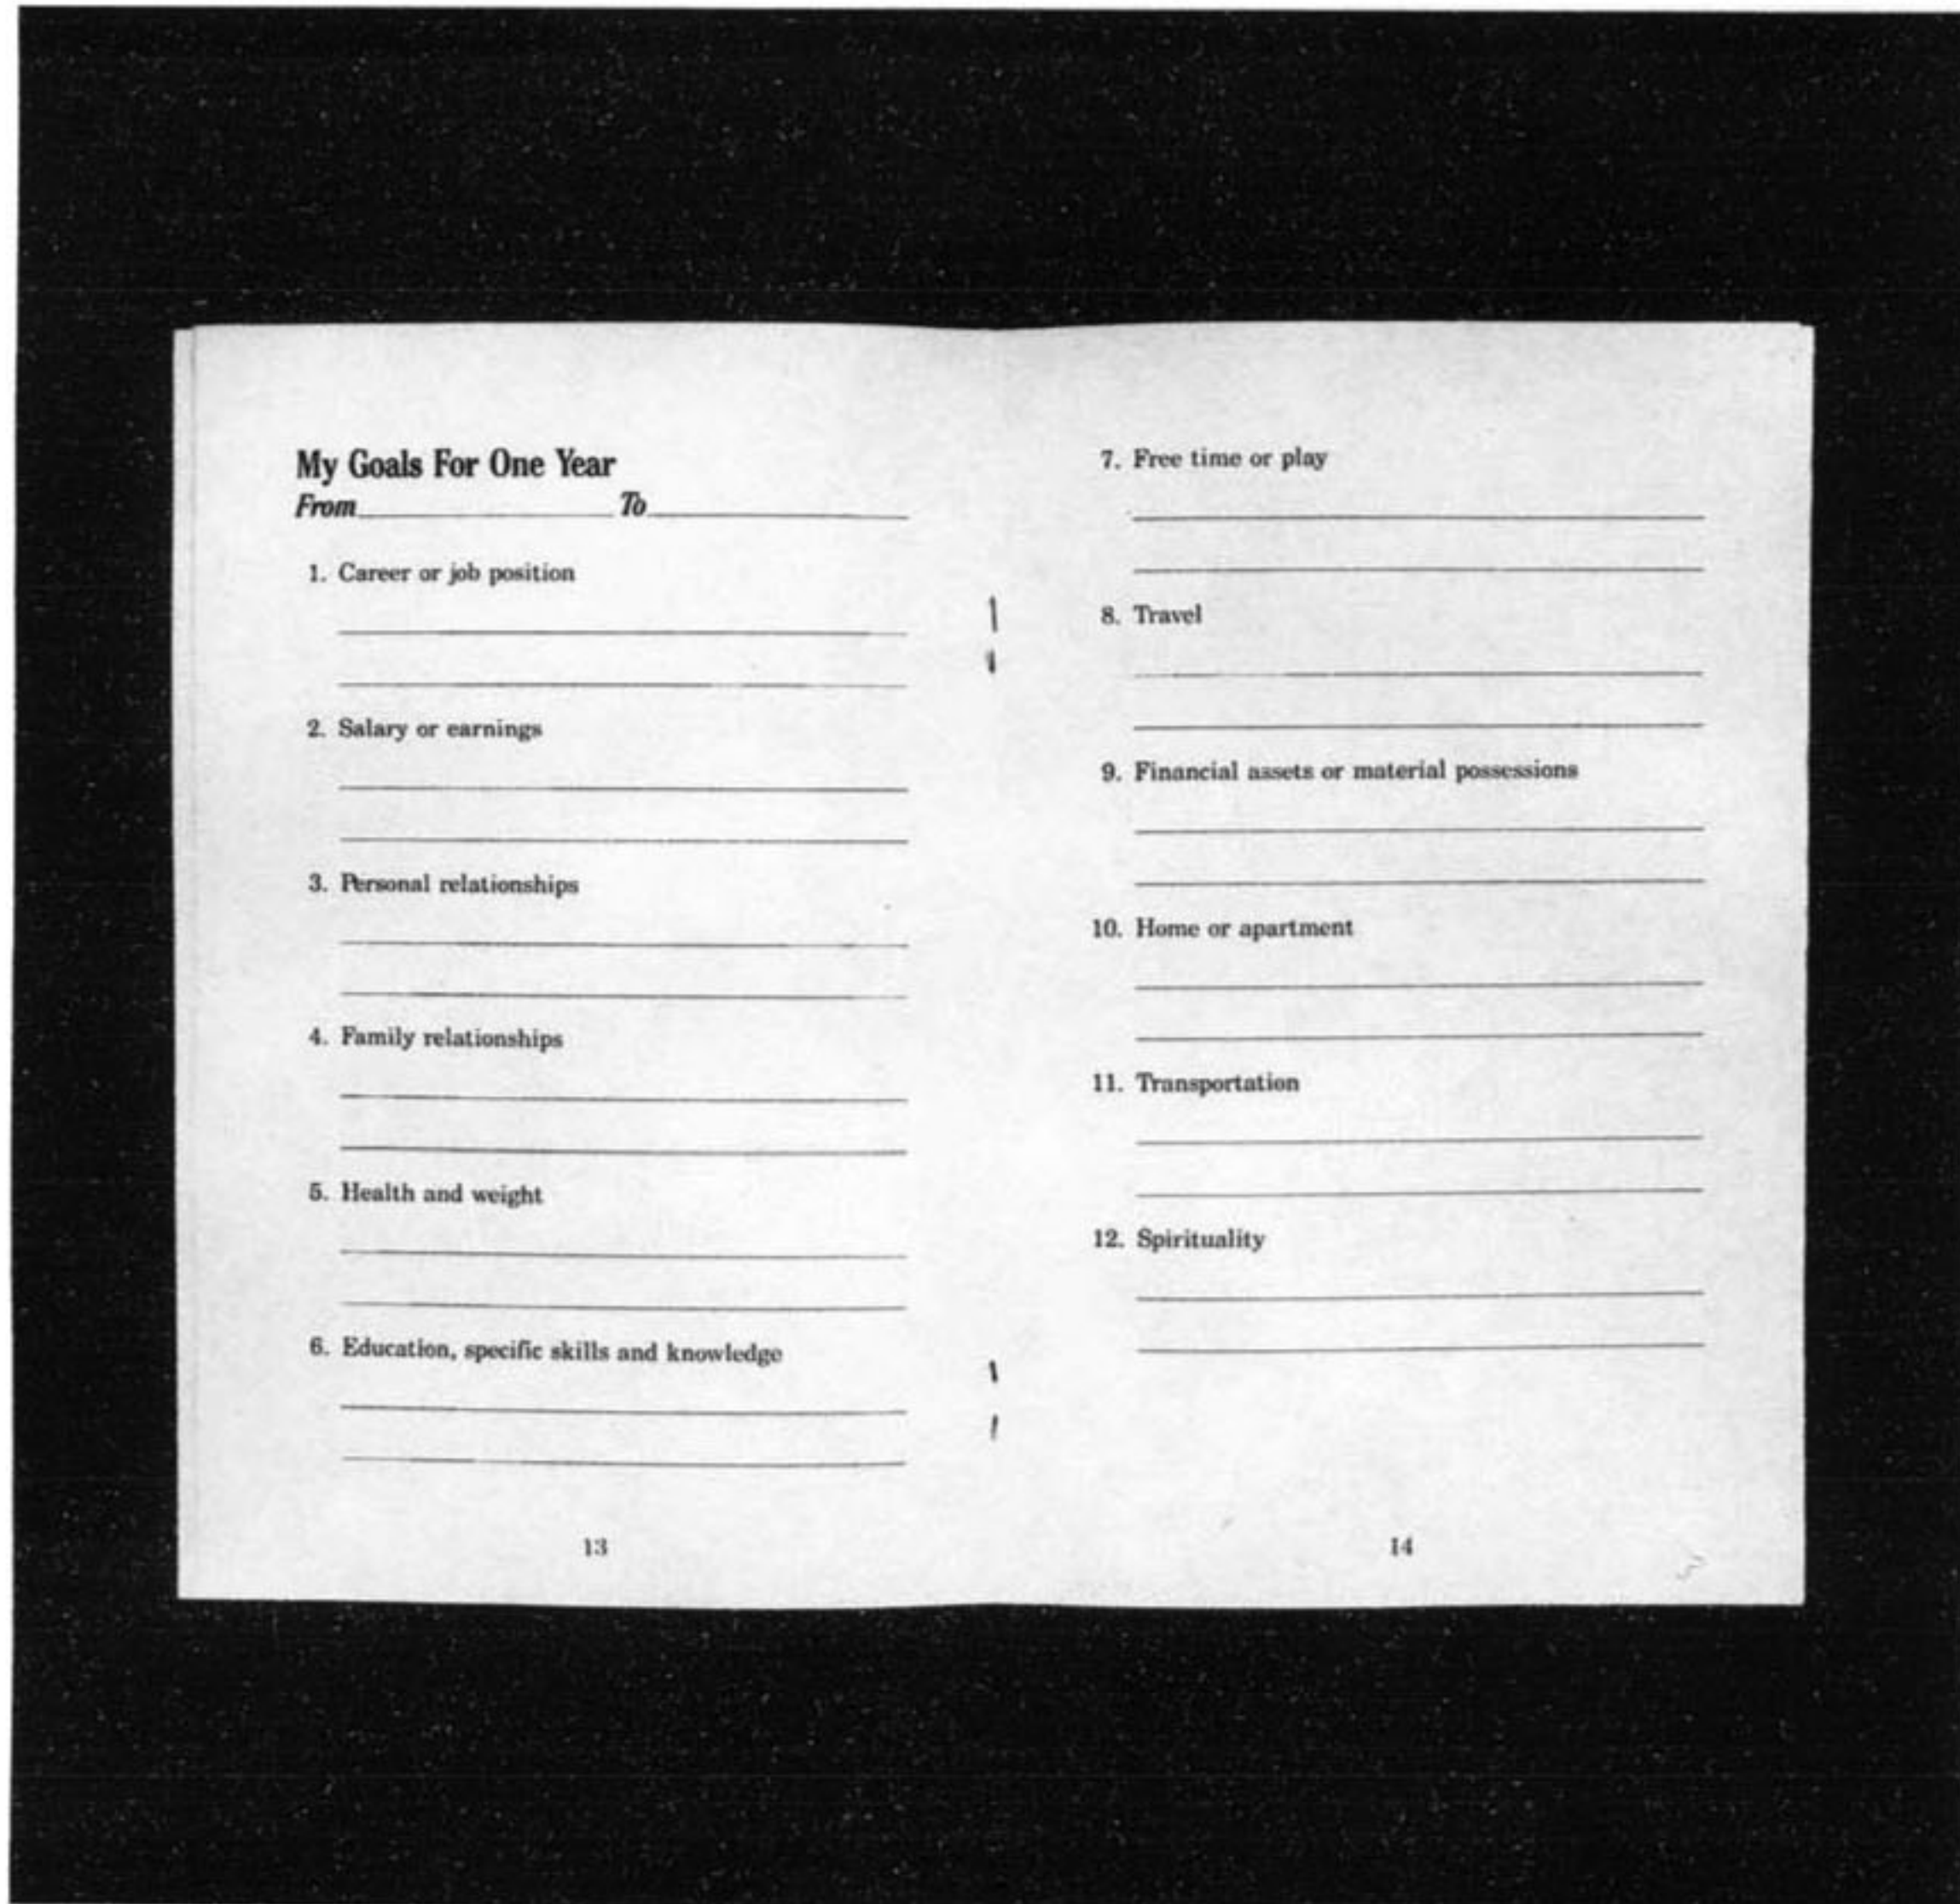 My Goals For One Year
From To
1. Career or job position
2. Salary or earnings
3. Personal relationships
4. Family relationships
5. Health and weight
6. Education, specific skills and knowledge
13
7. Free time or play
8. Travel
9. Financial assets or material possessions
10. Home or apartment
11. Transportation
12. Spirituality
14